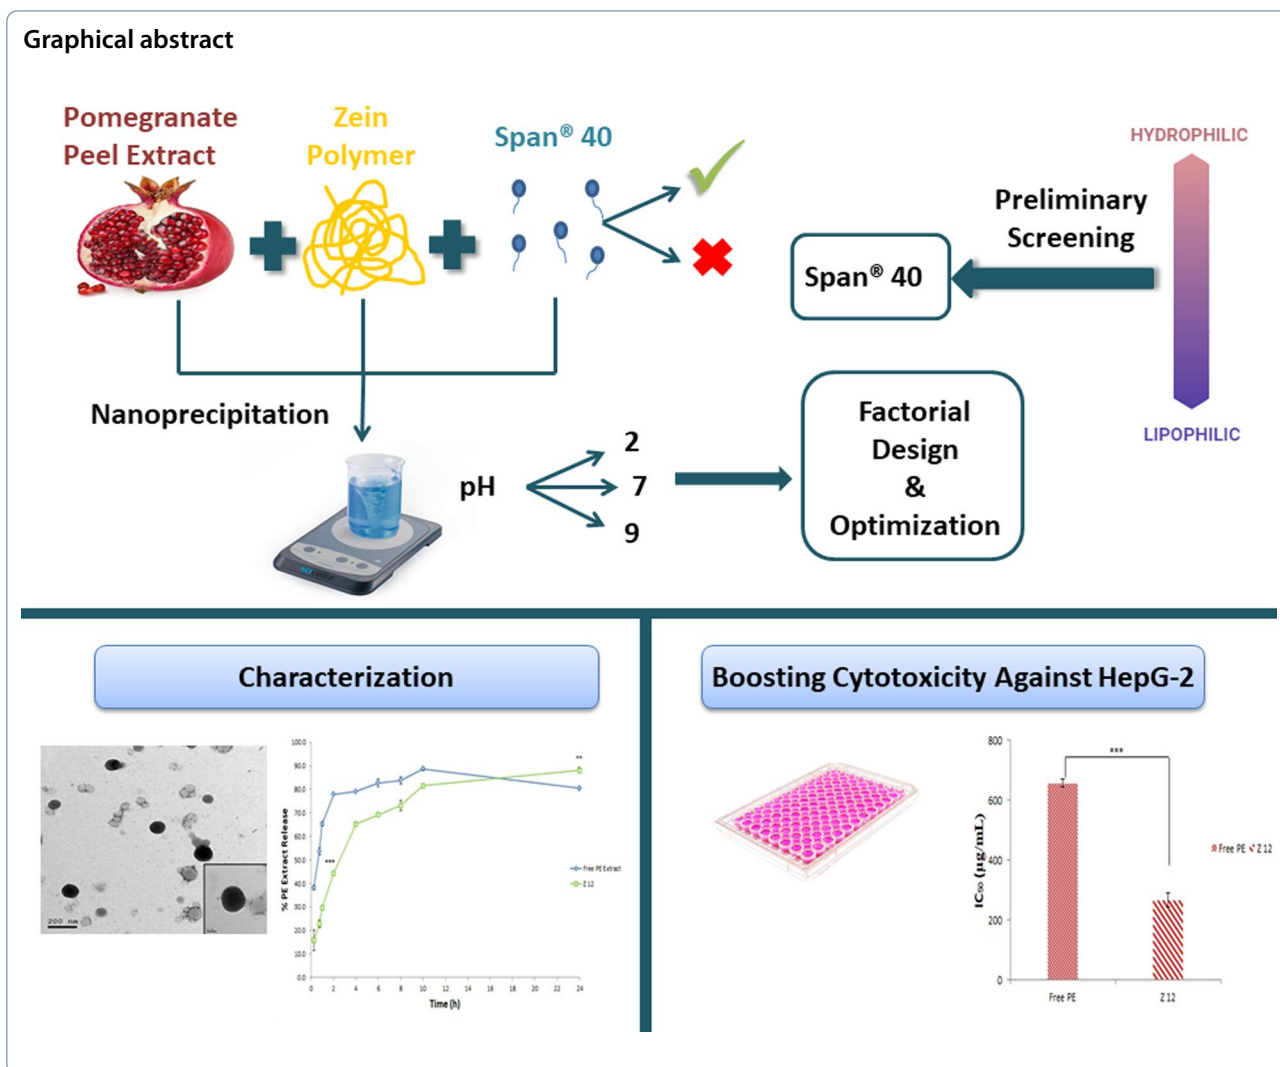 Graphical abstract
Pomegranate
Peel Extract
Zein
Polymer
Span® 40
HYDROPHILIC
Preliminary
Screening
Span® 40
LIPOPHILIC
Nanoprecipitation
pH
2
7
9
Factorial
Design
&
Optimization
Characterization
200 nm
% PE Extract Release
100.0
90.0
80.0
70.0
60.0
50.0
40.0
30.0
20.0
10.0
0.0
***
**
Free PE Extract
Z 12
0 2 4 6 8 10 12 14 16 18 20 22 24
Time (h)
Boosting Cytotoxicity Against HepG-2
IC₅₀ (µg/mL)
800
600
400
200
0
***
Free PE Z 12
Free PE Z 12